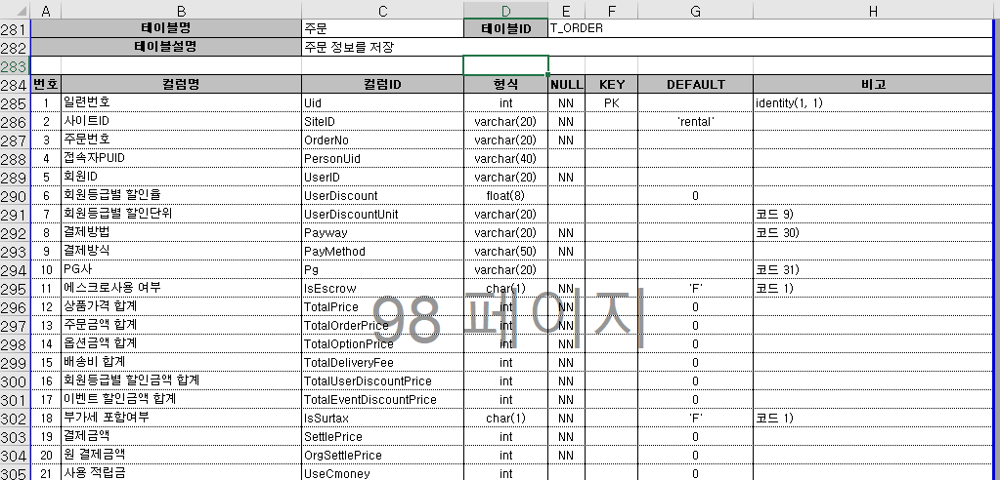 A B C D E F G H
281 테이블명 주문 테이블ID T_ORDER
282 테이블설명 주문 정보를 저장
283
284 번호 컬럼명 컬럼ID 형식 NULL KEY DEFAULT 비고
285 1 일련번호 Uid int NN PK identity(1, 1)
286 2 사이트ID SiteID varchar(20) NN 'rental'
287 3 주문번호 OrderNo varchar(20) NN
288 4 접속자PUID PersonUid varchar(40)
289 5 회원ID UserID varchar(20) NN
290 6 회원등급별 할인율 UserDiscount float(8) 0
291 7 회원등급별 할인단위 UserDiscountUnit varchar(20) 코드 9)
292 8 결제방법 Payway varchar(20) NN 코드 30)
293 9 결제방식 PayMethod varchar(50) NN
294 10 PG사 Pg varchar(20) 코드 31)
295 11 에스크로사용 여부 IsEscrow char(1) NN 'F' 코드 1)
296 12 상품가격 합계 TotalPrice int NN 0
98 페이지
297 13 주문금액 합계 TotalOrderPrice int NN 0
298 14 옵션금액 합계 TotalOptionPrice int NN 0
299 15 배송비 합계 TotalDeliveryFee int NN 0
300 16 회원등급별 할인금액 합계 TotalUserDiscountPrice int NN 0
301 17 이벤트 할인금액 합계 TotalEventDiscountPrice int NN 0
302 18 부가세 포함여부 IsSurtax char(1) NN 'F' 코드 1)
303 19 결제금액 SettlePrice int NN 0
304 20 원 결제금액 OrgSettlePrice int NN 0
305 21 사용 적립금 UseCmoney int 0